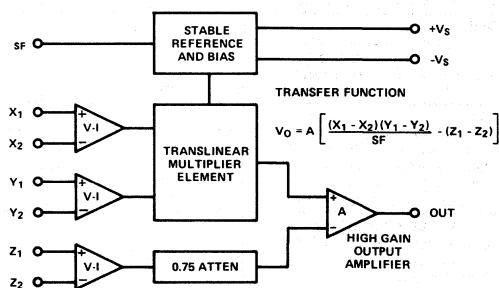 STABLE
REFERENCE
AND BIAS
SF
+VS
-VS
TRANSFER FUNCTION
VO = A [ (X1 - X2) (Y1 - Y2) / SF - (Z1 - Z2) ]
X1
+
V-I
X2
−
TRANSLINEAR
MULTIPLIER
ELEMENT
Y1
+
V-I
Y2
−
+
A
−
OUT
HIGH GAIN
OUTPUT
AMPLIFIER
Z1
+
V-I
Z2
−
0.75 ATTEN